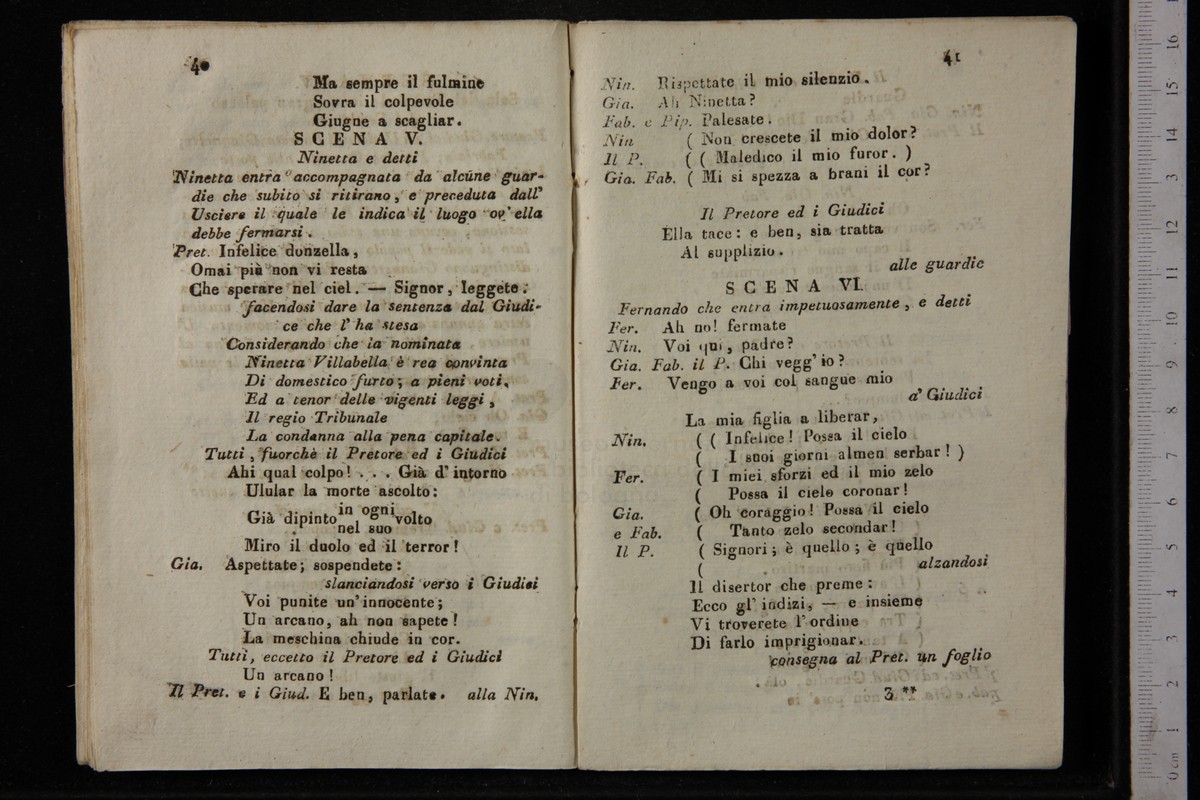 40
Ma sempre il fulmine
Sovra il colpevole
Giugne a scagliar.
SCENA V.
Ninetta e detti
Ninetta entra accompagnata da alcune guar-
die che subito si ritirano, e preceduta dall'
Usciere il quale le indica il luogo ov' ella
debbe fermarsi.
Pret. Infelice donzella,
Omai più non vi resta
Che sperare nel ciel. — Signor, leggete.
facendosi dare la sentenza dal Giudi-
ce che l' ha stesa
Considerando che la nominata
Ninetta Villabella è rea convinta
Di domestico furto; a pieni voti,
Ed a tenor delle vigenti leggi,
Il regio Tribunale
La condanna alla pena capitale.
Tutti, fuorchè il Pretore ed i Giudici
Ahi qual colpo! . . . Già d' intorno
Ulular la morte ascolto:
Già dipinto in ogni nel suo volto
Miro il duolo ed il terror!
Gia. Aspettate; sospendete:
slanciandosi verso i Giudici
Voi punite un' innocente;
Un arcano, ah non sapete!
La meschina chiude in cor.
Tutti, eccetto il Pretore ed i Giudici
Un arcano!
Il Pret. e i Giud. E ben, parlate. alla Nin.
41
Nin. Rispettate il mio silenzio.
Gia. Ah Ninetta?
Fab. e Pip. Palesate.
Nin ( Non crescete il mio dolor?
Il P. ( ( Maledico il mio furor. )
Gia. Fab. ( Mi si spezza a brani il cor?
Il Pretore ed i Giudici
Ella tace: e ben, sia tratta
Al supplizio.
alle guardie
SCENA VI.
Fernando che entra impetuosamente, e detti
Fer. Ah no! fermate
Nin. Voi qui, padre?
Gia. Fab. il P. Chi vegg' io?
Fer. Vengo a voi col sangue mio
a' Giudici
La mia figlia a liberar,
Nin. ( ( Infelice! Possa il cielo
( I suoi giorni almen serbar! )
Fer. ( I miei sforzi ed il mio zelo
( Possa il cielo coronar!
Gia. ( Oh coraggio! Possa il cielo
e Fab. ( Tanto zelo secondar!
Il P. ( Signori; è quello; è quello
( alzandosi
Il disertor che preme:
Ecco gl' indizi, — e insieme
Vi troverete l' ordine
Di farlo imprigionar.
consegna al Pret. un foglio
3 **